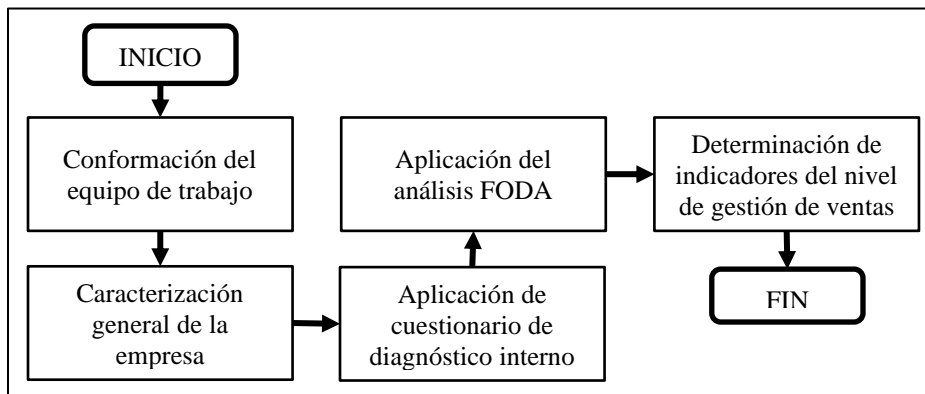 INICIO
Conformación del
equipo de trabajo
Caracterización
general de la
empresa
Aplicación de
cuestionario de
diagnóstico interno
Aplicación del
análisis FODA
Determinación de
indicadores del nivel
de gestión de ventas
FIN